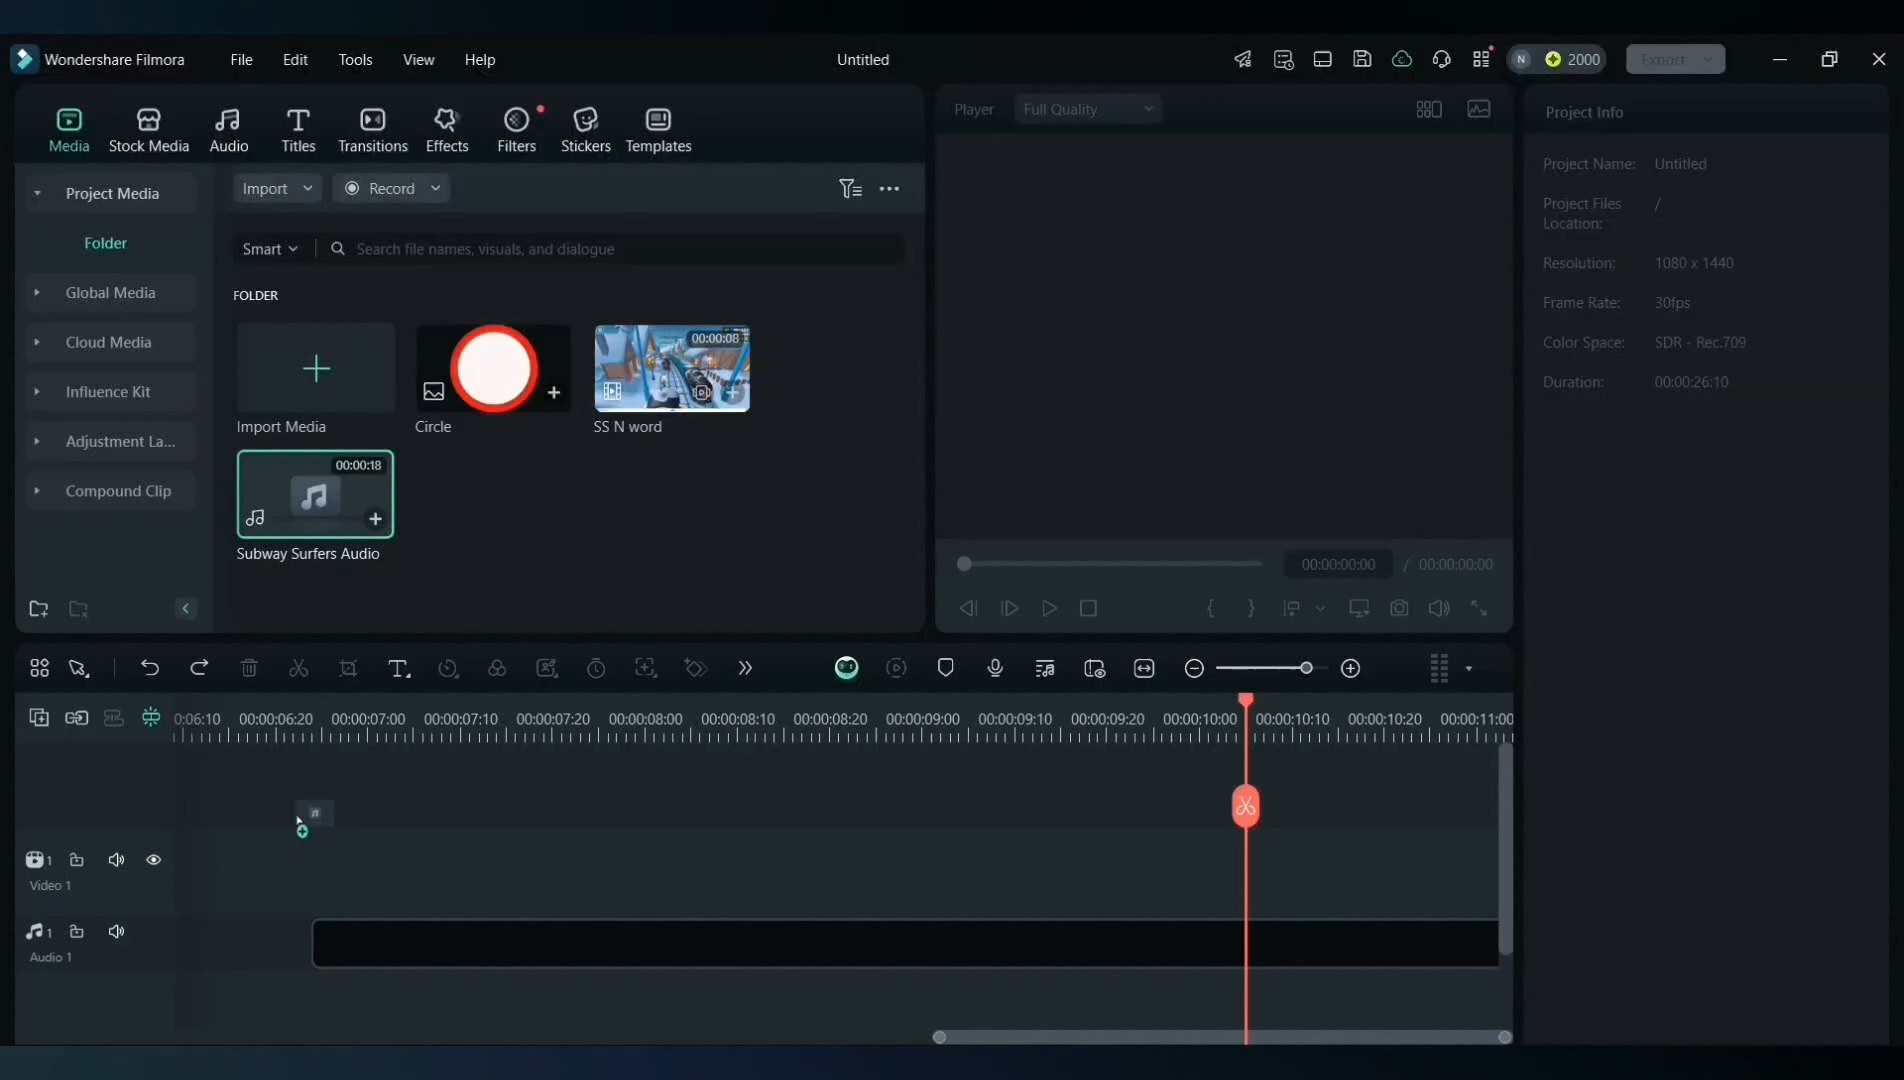 Wondershare Filmora File Edit Tools View Help Untitled N 2000 Export
Media Stock Media Audio Titles Transitions Effects Filters Stickers Templates
Player Full Quality
Project Info
Project Media
Import Record
Project Name: Untitled
Folder
Smart Search file names, visuals, and dialogue
Project Files Location: /
Global Media
FOLDER
Resolution: 1080 x 1440
Cloud Media
00:00:08
Frame Rate: 30fps
Influence Kit
Color Space: SDR - Rec.709
Adjustment La...
Import Media Circle SS N word
Duration: 00:00:26:10
Compound Clip
00:00:18
Subway Surfers Audio
00:00:00:00 / 00:00:00:00
0:06:10 00:00:06:20 00:00:07:00 00:00:07:10 00:00:07:20 00:00:08:00 00:00:08:10 00:00:08:20 00:00:09:00 00:00:09:10 00:00:09:20 00:00:10:00 00:00:10:10 00:00:10:20 00:00:11:00
1
Video 1
1
Audio 1